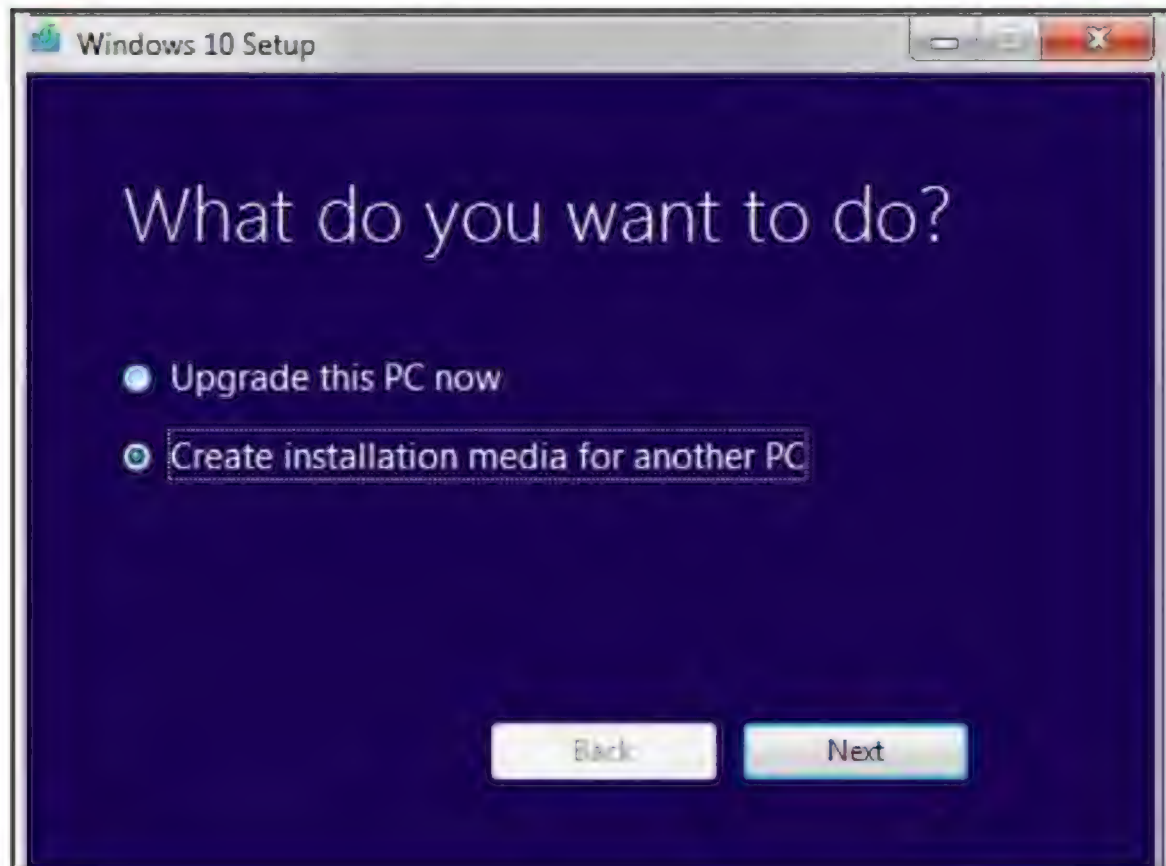 Windows 10 Setup
What do you want to do?
Upgrade this PC now
Create installation media for another PC
Back
Next